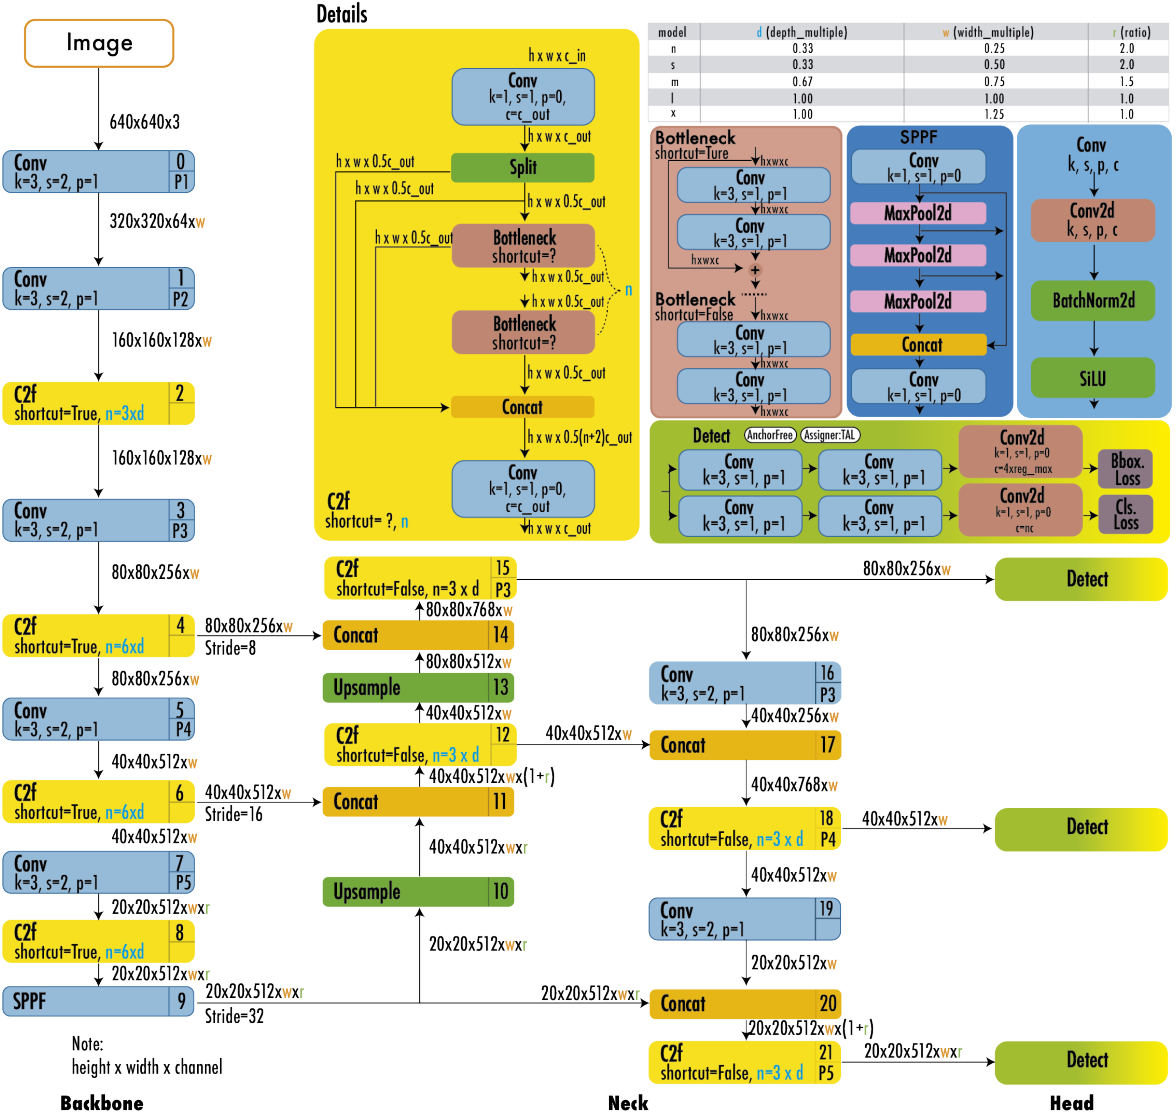 Details
Image
640x640x3
Conv
k=3, s=2, p=1
0
P1
320x320x64xw
Conv
k=3, s=2, p=1
1
P2
160x160x128xw
C2f
shortcut=True, n=3xd
2
160x160x128xw
Conv
k=3, s=2, p=1
3
P3
80x80x256xw
C2f
shortcut=True, n=6xd
4
80x80x256xw
Stride=8
80x80x256xw
Conv
k=3, s=2, p=1
5
P4
40x40x512xw
C2f
shortcut=True, n=6xd
6
40x40x512xw
Stride=16
40x40x512xw
Conv
k=3, s=2, p=1
7
P5
20x20x512xwxr
C2f
shortcut=True, n=6xd
8
20x20x512xwxr
SPPF
9
20x20x512xwxr
Stride=32
Note:
height x width x channel
Backbone
h x w x c_in
Conv
k=1, s=1, p=0,
c=c_out
h x w x c_out
Split
h x w x 0.5c_out
h x w x 0.5c_out
h x w x 0.5c_out
h x w x 0.5c_out
Bottleneck
shortcut=?
h x w x 0.5c_out
n
h x w x 0.5c_out
Bottleneck
shortcut=?
h x w x 0.5c_out
Concat
h x w x 0.5(n+2)c_out
Conv
k=1, s=1, p=0,
c=c_out
h x w x c_out
C2f
shortcut= ?, n
model d (depth_multiple) w (width_multiple) r (ratio)
n 0.33 0.25 2.0
s 0.33 0.50 2.0
m 0.67 0.75 1.5
l 1.00 1.00 1.0
x 1.00 1.25 1.0
Bottleneck
shortcut=Ture
hxwxc
Conv
k=3, s=1, p=1
hxwxc
Conv
k=3, s=1, p=1
hxwxc
+
Bottleneck
shortcut=False
hxwxc
Conv
k=3, s=1, p=1
hxwxc
Conv
k=3, s=1, p=1
hxwxc
SPPF
Conv
k=1, s=1, p=0
MaxPool2d
MaxPool2d
MaxPool2d
Concat
Conv
k=1, s=1, p=0
Conv
k, s, p, c
Conv2d
k, s, p, c
BatchNorm2d
SiLU
Detect
AnchorFree
Assigner:TAL
Conv
k=3, s=1, p=1
Conv
k=3, s=1, p=1
Conv2d
k=1, s=1, p=0
c=4xreg_max
Bbox.
Loss
Conv
k=3, s=1, p=1
Conv
k=3, s=1, p=1
Conv2d
k=1, s=1, p=0
c=nc
Cls.
Loss
C2f
shortcut=False, n=3 x d
15
P3
80x80x768xw
Concat
14
80x80x512xw
Upsample
13
40x40x512xw
C2f
shortcut=False, n=3 x d
12
40x40x512xwx(1+r)
Concat
11
40x40x512xwxr
Upsample
10
20x20x512xwxr
80x80x256xw
Detect
80x80x256xw
Conv
k=3, s=2, p=1
16
P3
40x40x256xw
40x40x512xw
Concat
17
40x40x768xw
C2f
shortcut=False, n=3 x d
18
P4
40x40x512xw
Detect
40x40x512xw
Conv
k=3, s=2, p=1
19
20x20x512xw
20x20x512xwxr
Concat
20
20x20x512xwx(1+r)
C2f
shortcut=False, n=3 x d
21
P5
20x20x512xwxr
Detect
Neck
Head